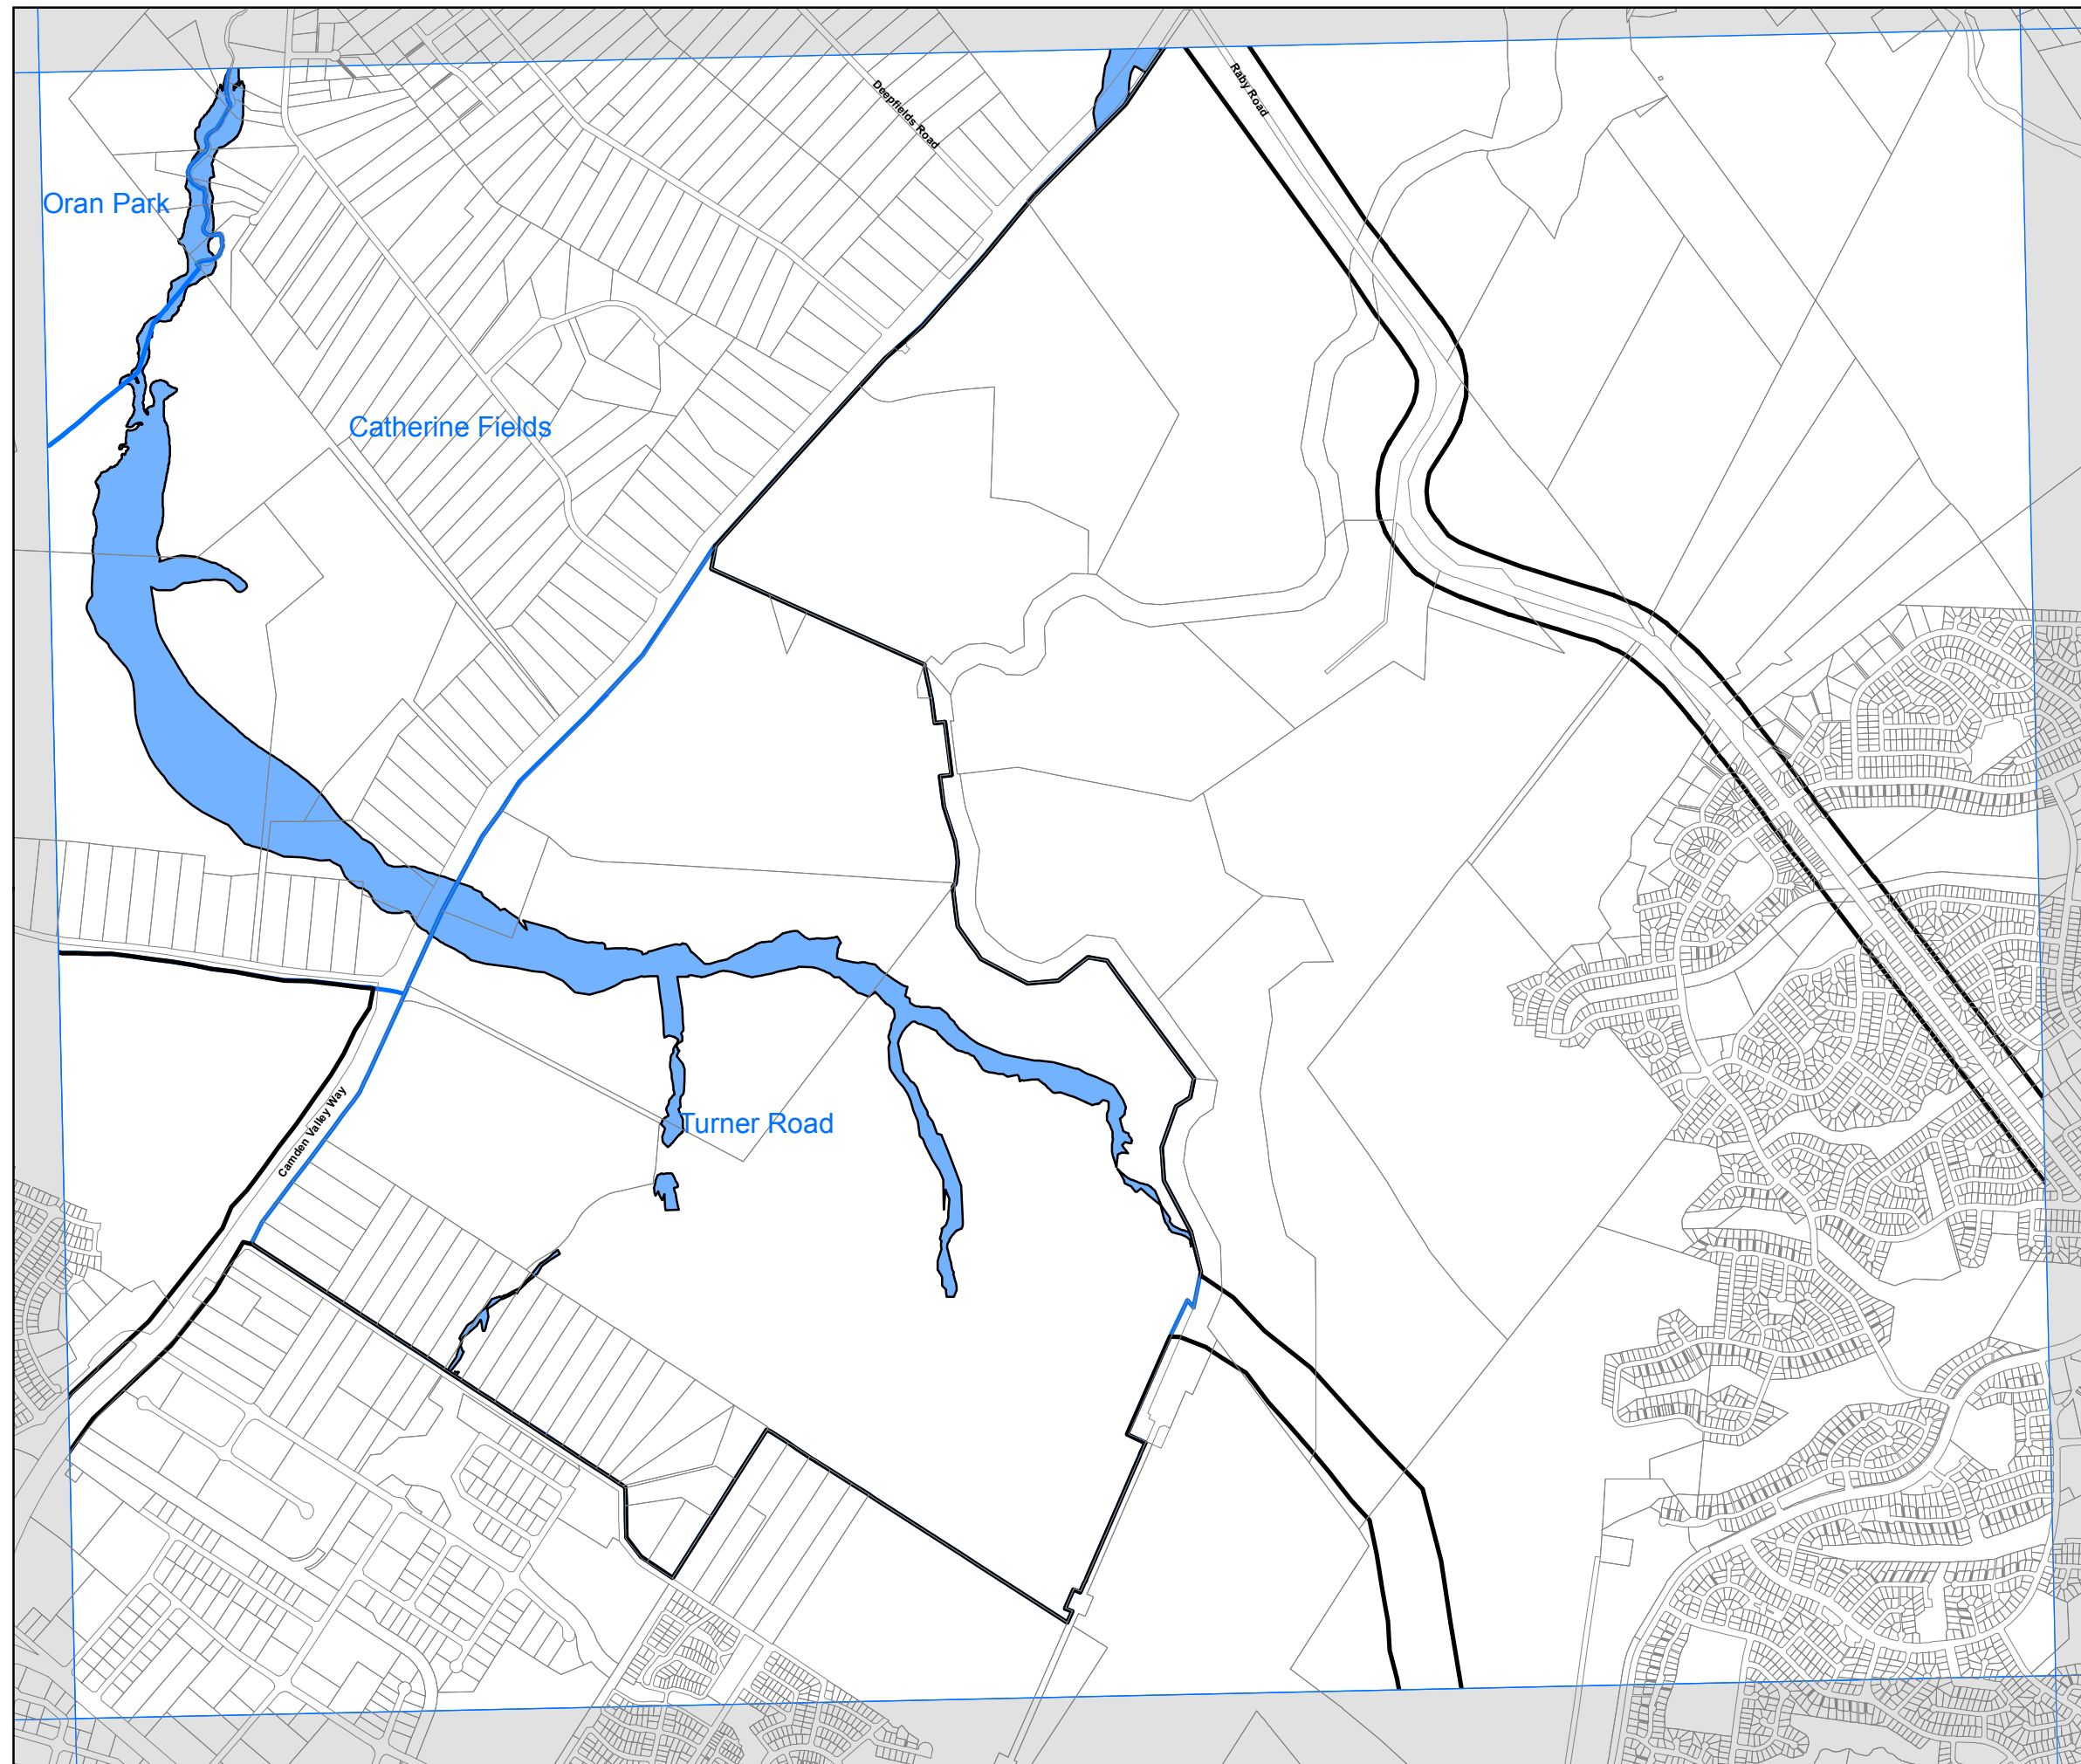 Deepfields Road
Raby Road
Oran Park
Catherine Fields
Camden Valley Way
Turner Road